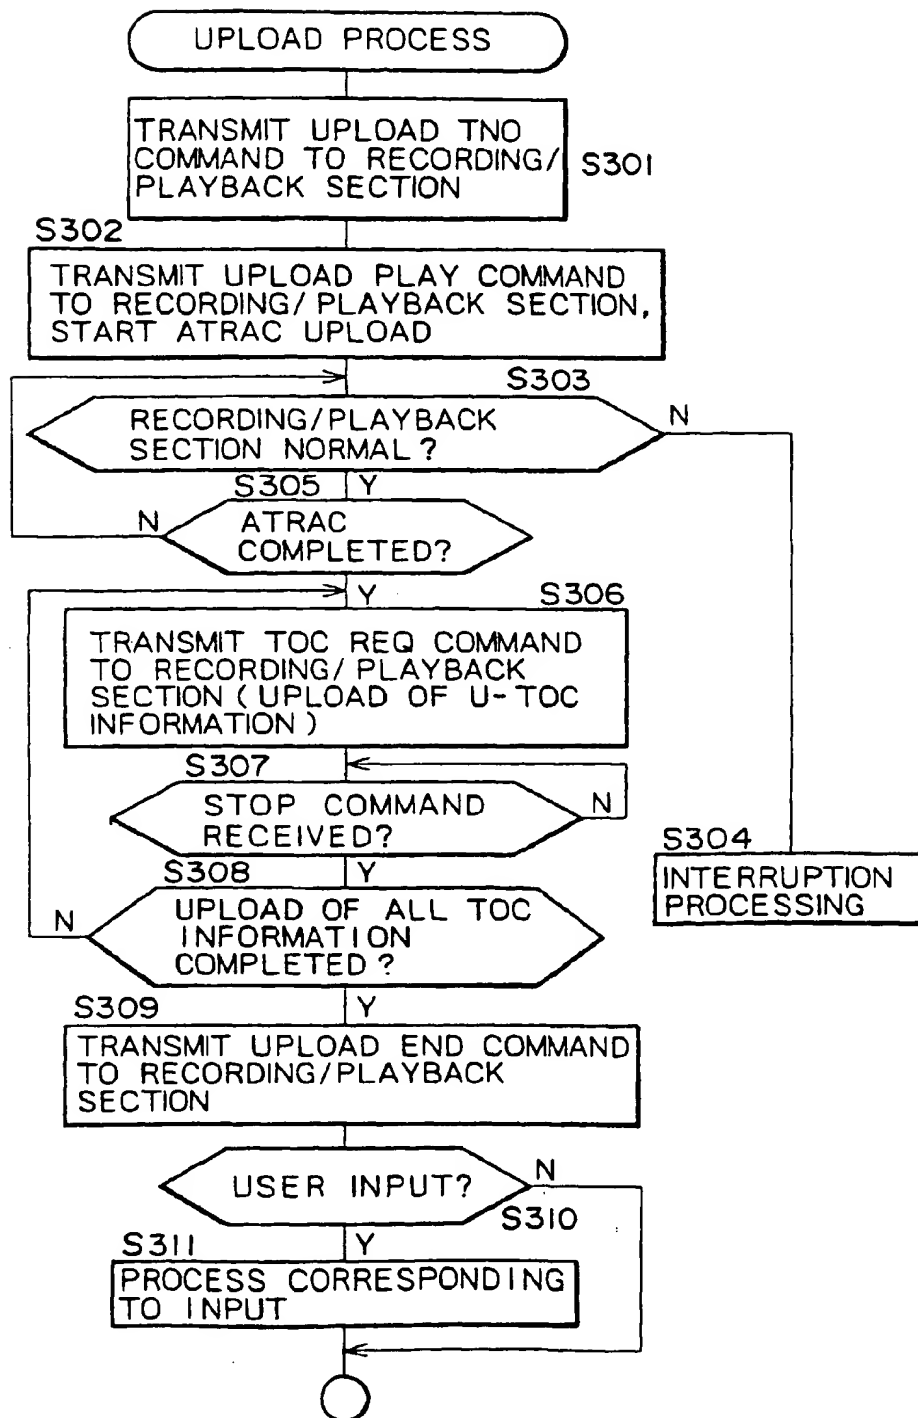 UPLOAD PROCESS
TRANSMIT UPLOAD TNO
COMMAND TO RECORDING/
PLAYBACK SECTION
S301
S302
TRANSMIT UPLOAD PLAY COMMAND
TO RECORDING/PLAYBACK SECTION,
START ATRAC UPLOAD
S303
RECORDING/PLAYBACK
SECTION NORMAL?
N
Y
S305
ATRAC
COMPLETED?
N
Y
S306
TRANSMIT TOC REQ COMMAND
TO RECORDING/PLAYBACK
SECTION (UPLOAD OF U-TOC
INFORMATION)
S307
STOP COMMAND
RECEIVED?
N
Y
S304
INTERRUPTION
PROCESSING
S308
UPLOAD OF ALL TOC
INFORMATION
COMPLETED?
N
Y
S309
TRANSMIT UPLOAD END COMMAND
TO RECORDING/PLAYBACK
SECTION
USER INPUT?
N
S310
Y
S311
PROCESS CORRESPONDING
TO INPUT